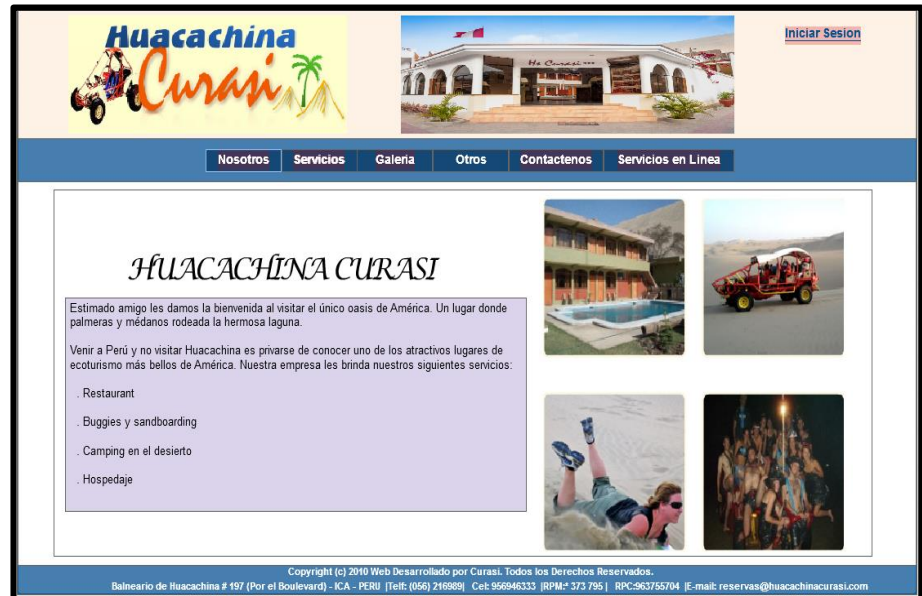 Huacachina
Curasi
Ho Curasi ***
Iniciar Sesion
Nosotros Servicios Galeria Otros Contactenos Servicios en Linea
HUACACHINA CURASI
Estimado amigo les damos la bienvenida al visitar el único oasis de América. Un lugar donde
palmeras y médanos rodeada la hermosa laguna.
Venir a Perú y no visitar Huacachina es privarse de conocer uno de los atractivos lugares de
ecoturismo más bellos de América. Nuestra empresa les brinda nuestros siguientes servicios:
. Restaurant
. Buggies y sandboarding
. Camping en el desierto
. Hospedaje
Copyright (c) 2010 Web Desarrollado por Curasi. Todos los Derechos Reservados.
Balneario de Huacachina # 197 (Por el Boulevard) - ICA - PERU |Telf: (056) 216989| Cel: 956946333 |RPM:* 373 795 | RPC:963755704 |E-mail: reservas@huacachinacurasi.com